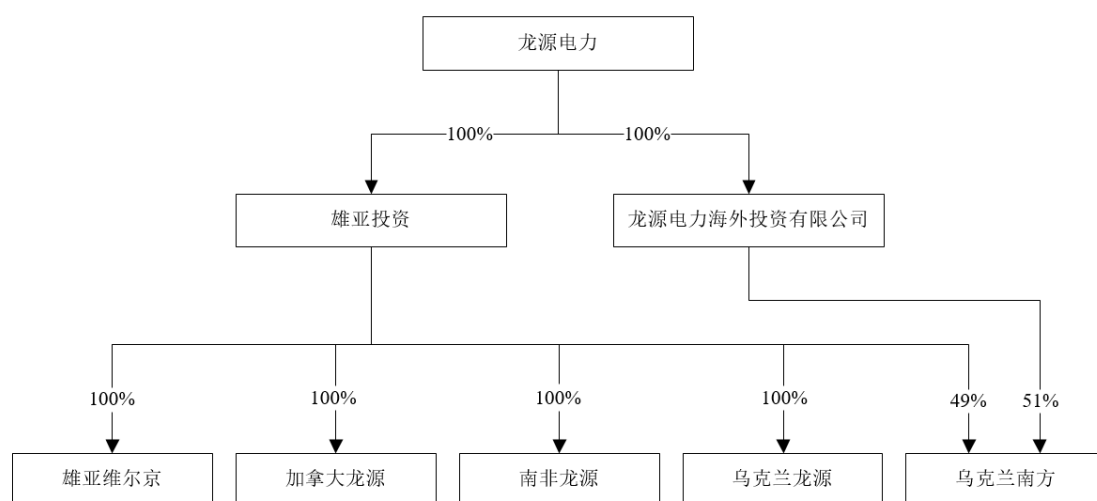 龙源电力
100%
100%
雄亚投资
龙源电力海外投资有限公司
100%
100%
100%
100%
49%
51%
雄亚维尔京
加拿大龙源
南非龙源
乌克兰龙源
乌克兰南方